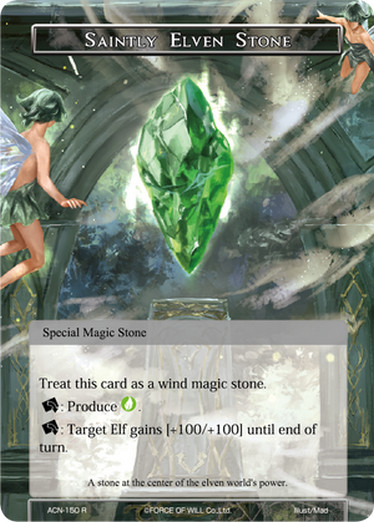 Saintly Elven Stone
Special Magic Stone
Treat this card as a wind magic stone.
: Produce .
: Target Elf gains [+100/+100] until end of
turn.
A stone at the center of the elven world's power.
ACN-150 R ©FORCE OF WILL Co.,Ltd. Illust/Mad